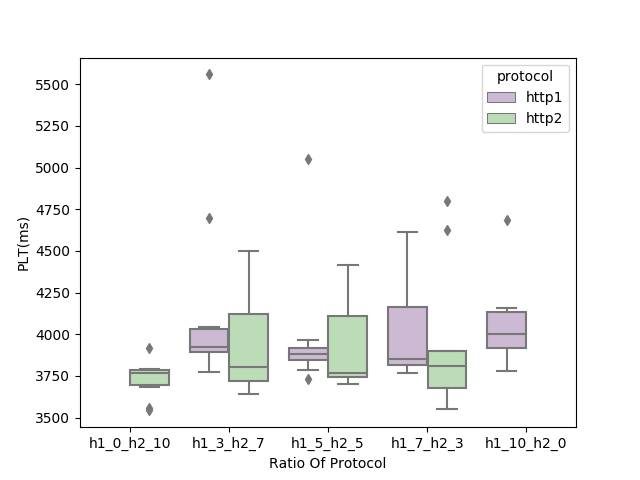 protocol
http1
http2
5500
5250
5000
4750
4500
4250
4000
3750
3500
PLT(ms)
h1_0_h2_10 h1_3_h2_7 h1_5_h2_5 h1_7_h2_3 h1_10_h2_0
Ratio Of Protocol